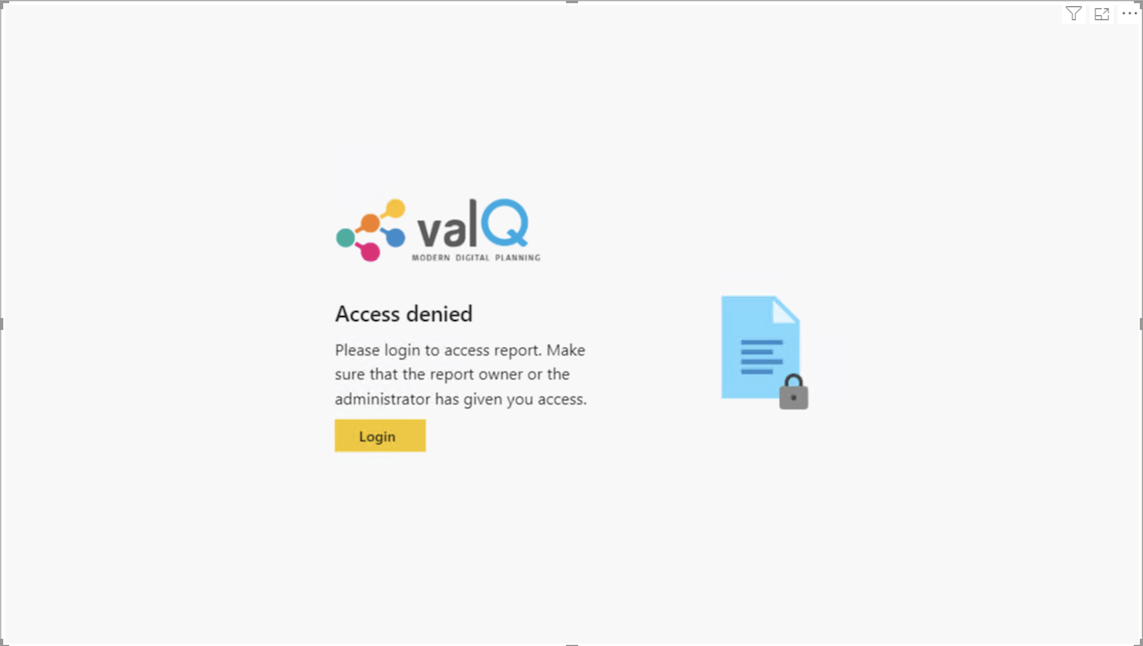 valQ
MODERN DIGITAL PLANNING
Access denied
Please login to access report. Make
sure that the report owner or the
administrator has given you access.
Login